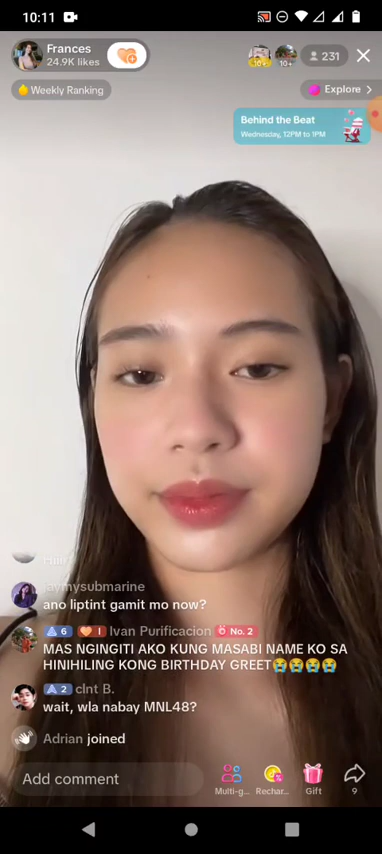 10:11
Frances
24.9K likes
10+
10+
231
Weekly Ranking
Explore >
Behind the Beat
Wednesday, 12PM to 1PM
jaymysubmarine
ano liptint gamit mo now?
6 1 Ivan Purificacion No. 2
MAS NGINGITI AKO KUNG MASABI NAME KO SA
HINIHILING KONG BIRTHDAY GREET😭😭😭😭
2 clnt B.
wait, wla nabay MNL48?
Adrian joined
Add comment
Multi-g...
Rechar...
Gift
9